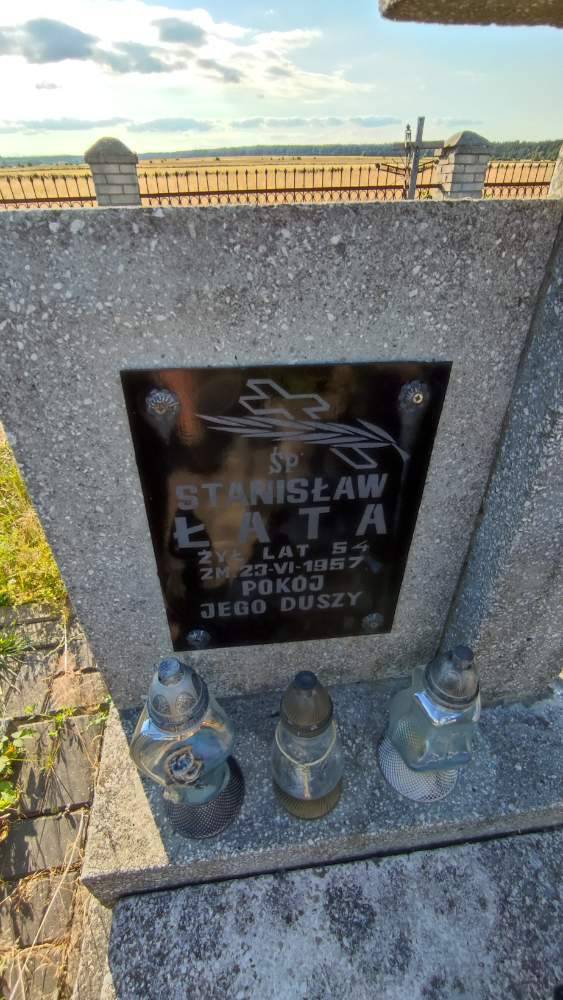 ŚP
STANISŁAW
ŁATA
ŻYŁ LAT 54
ZM. 23-VI-1957
POKÓJ
JEGO DUSZY